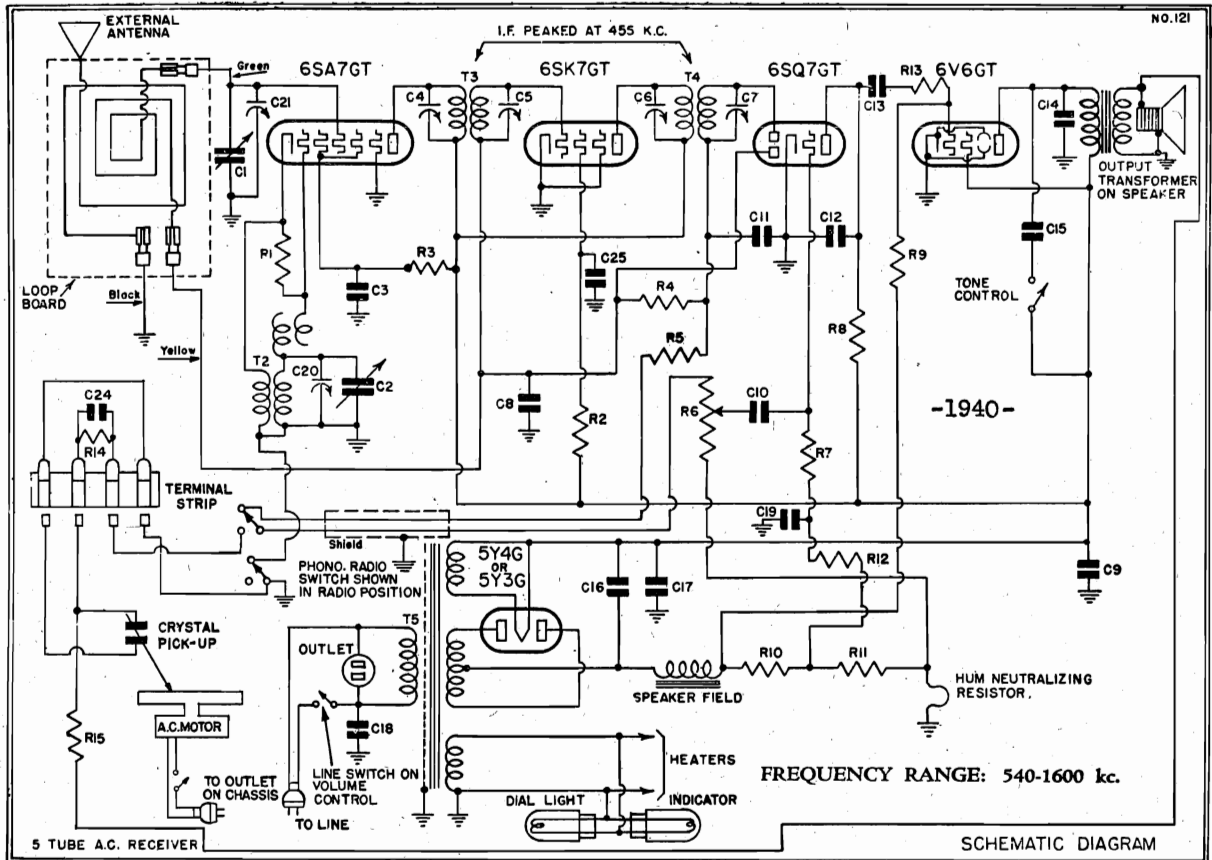 NO.121
EXTERNAL
ANTENNA
I.F. PEAKED AT 455 K.C.
Green
6SA7GT
T3
6SK7GT
T4
6SQ7GT
R13
6V6GT
C21
C4
C5
C6
C7
C13
C14
C1
OUTPUT
TRANSFORMER
ON SPEAKER
R1
R3
C11
C12
C15
C25
R9
LOOP
BOARD
Black
C3
R4
TONE
CONTROL
R8
R5
Yellow
T2
C20
C2
C8
R2
R6
C10
-1940-
C24
R14
R7
TERMINAL
STRIP
C19
Shield
5Y4G
OR
5Y3G
R12
PHONO. RADIO
SWITCH SHOWN
IN RADIO POSITION
C16
C17
C9
CRYSTAL
PICK-UP
OUTLET
T5
R10
R11
SPEAKER FIELD
HUM NEUTRALIZING
RESISTOR.
A.C. MOTOR
C18
R15
HEATERS
LINE SWITCH ON
VOLUME
CONTROL
FREQUENCY RANGE: 540-1600 kc.
TO OUTLET
ON CHASSIS
DIAL LIGHT
INDICATOR
TO LINE
5 TUBE A.C. RECEIVER
SCHEMATIC DIAGRAM